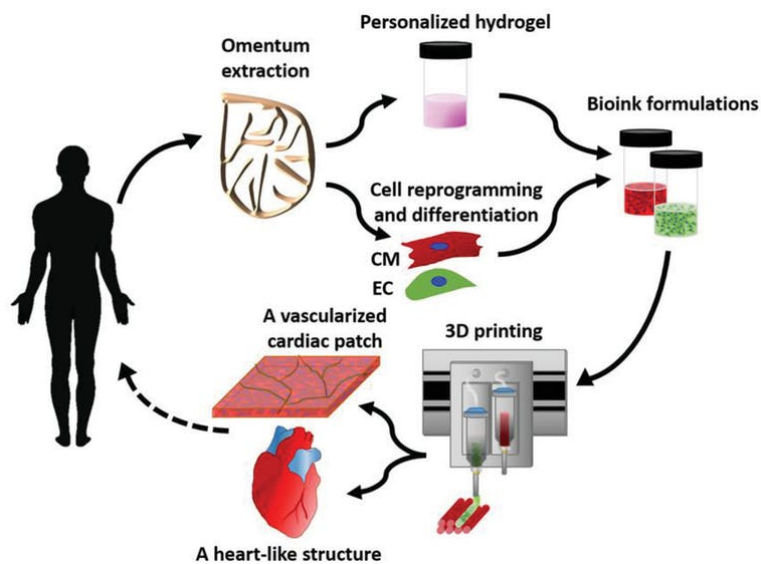 Personalized hydrogel
Omentum
extraction
Bioink formulations
Cell reprogramming
and differentiation
CM
EC
A vascularized
cardiac patch
3D printing
A heart-like structure